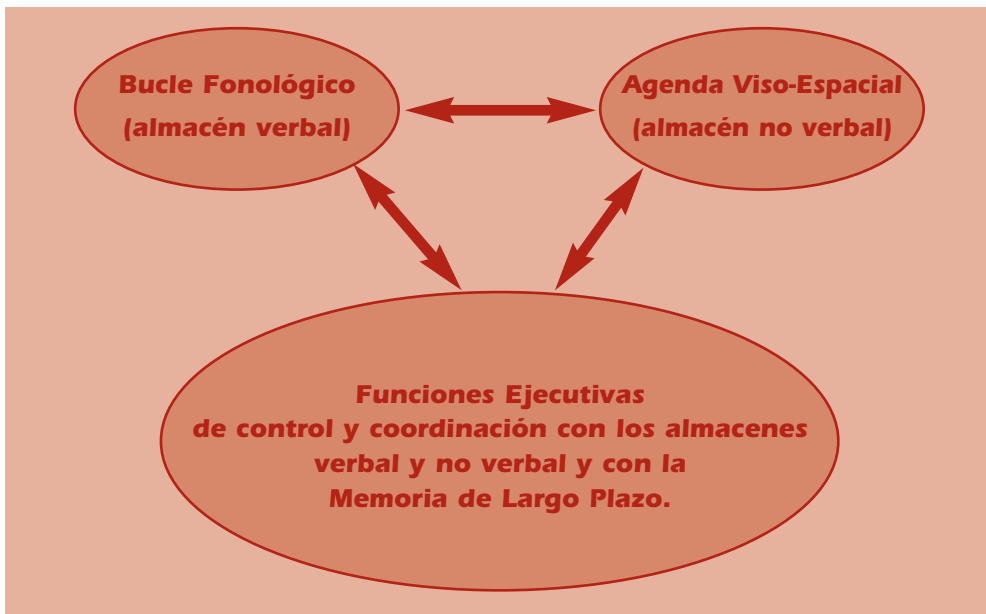 Bucle Fonológico
(almacén verbal)
Agenda Viso-Espacial
(almacén no verbal)
Funciones Ejecutivas
de control y coordinación con los almacenes
verbal y no verbal y con la
Memoria de Largo Plazo.